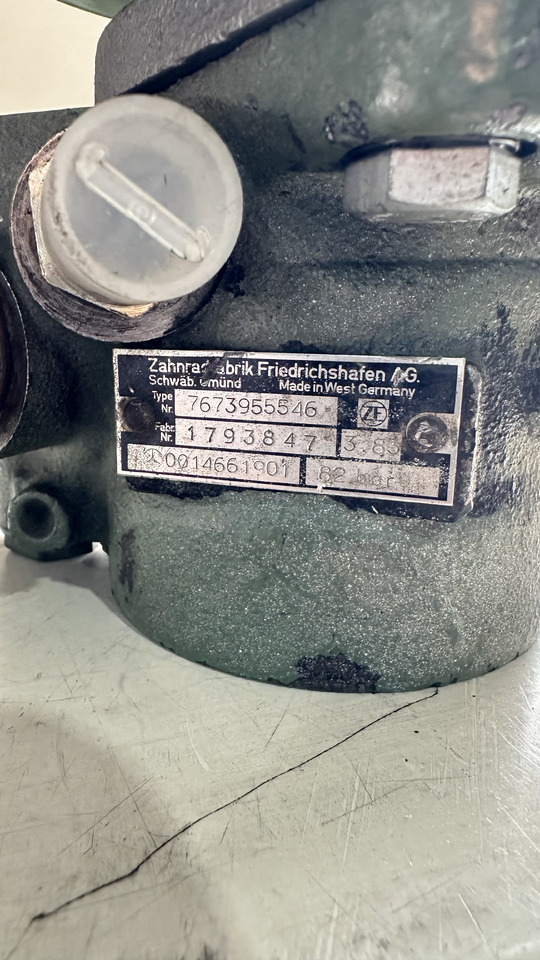 Zahnradfabrik Friedrichshafen AG.
Schwäb. Gmünd Made in West Germany
Type Nr. 7673955546 ZF
Fabr. Nr. 1793847 3.85
0014661901 82 bar